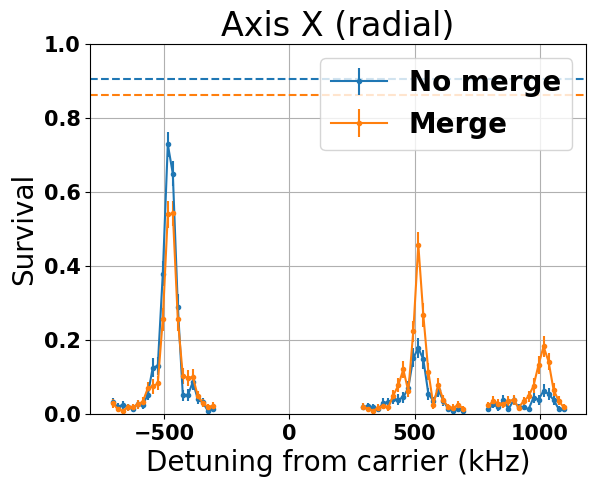 Axis X (radial)
1.0
0.8
0.6
0.4
0.2
0.0
Survival
No merge
Merge
−500
0
500
1000
Detuning from carrier (kHz)